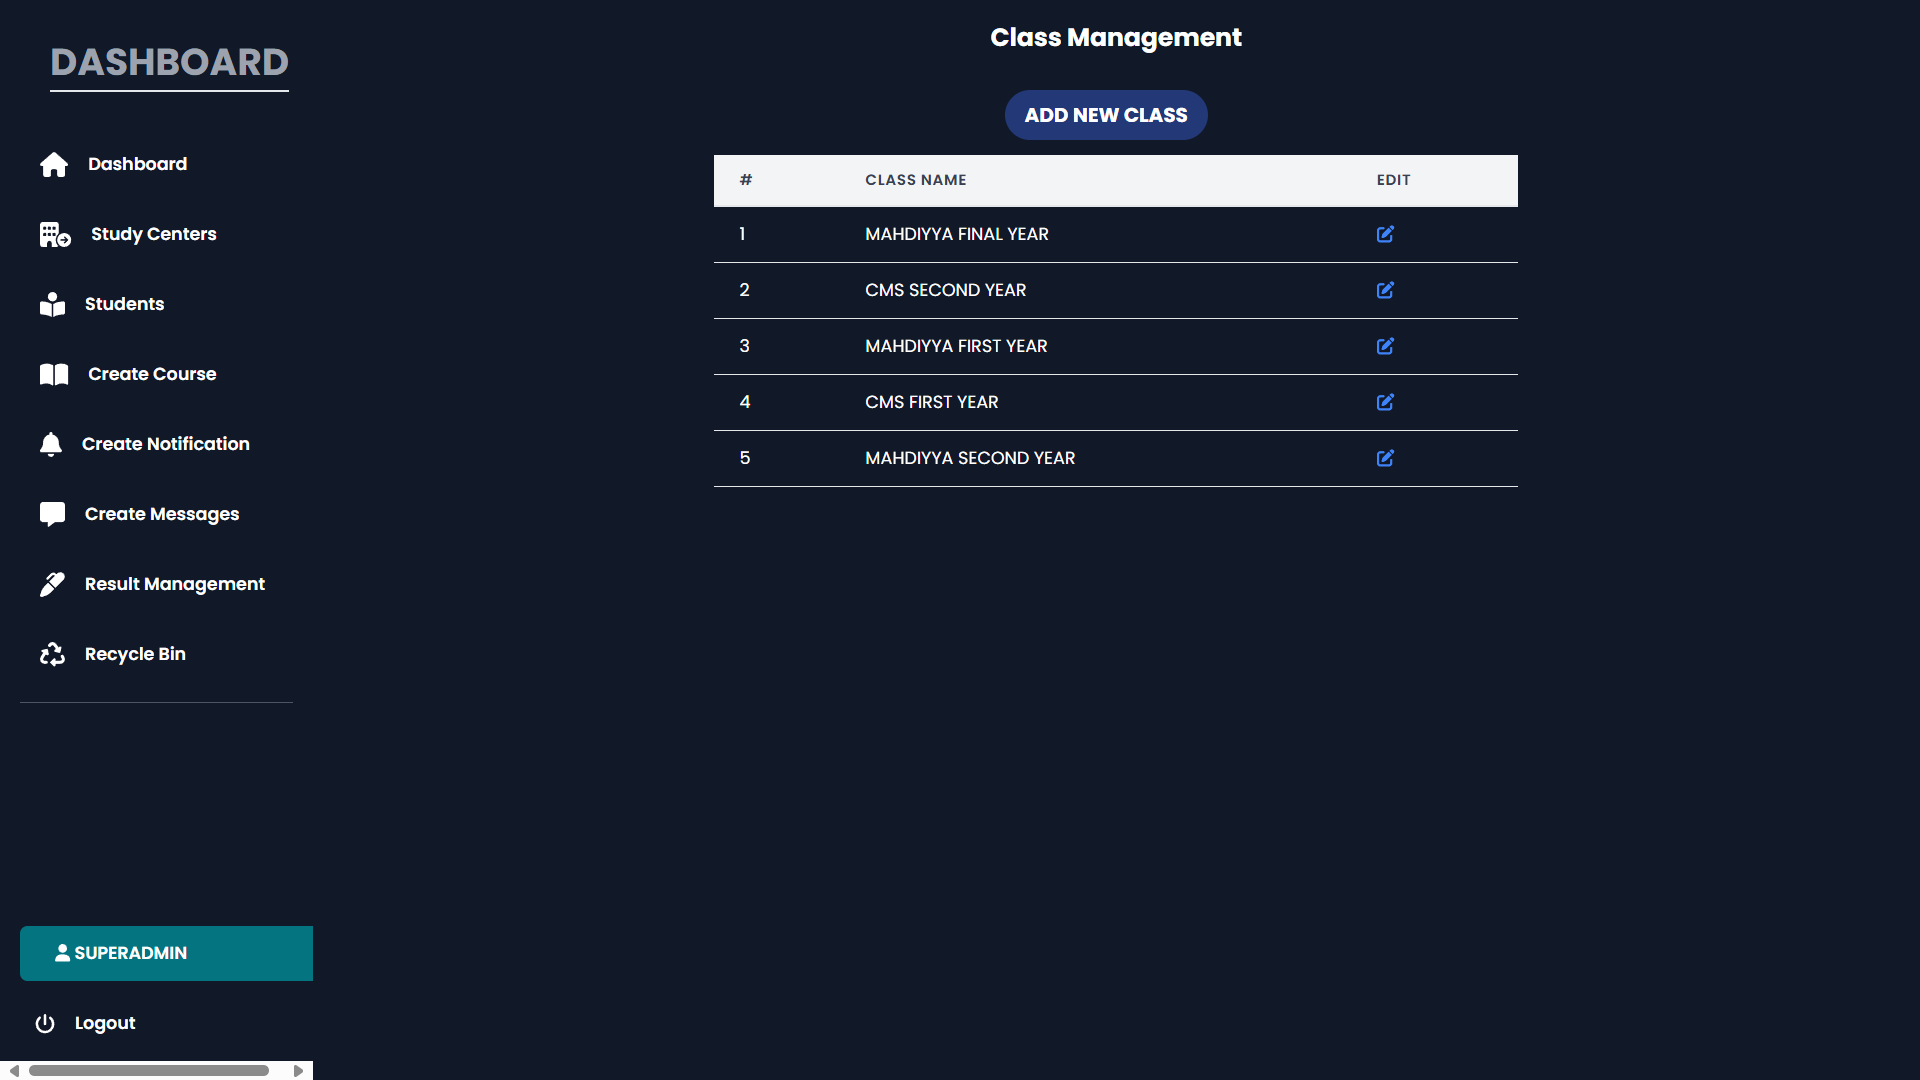 DASHBOARD
Dashboard
Study Centers
Students
Create Course
Create Notification
Create Messages
Result Management
Recycle Bin
SUPERADMIN
Logout
Class Management
ADD NEW CLASS
# CLASS NAME EDIT
1 MAHDIYYA FINAL YEAR
2 CMS SECOND YEAR
3 MAHDIYYA FIRST YEAR
4 CMS FIRST YEAR
5 MAHDIYYA SECOND YEAR